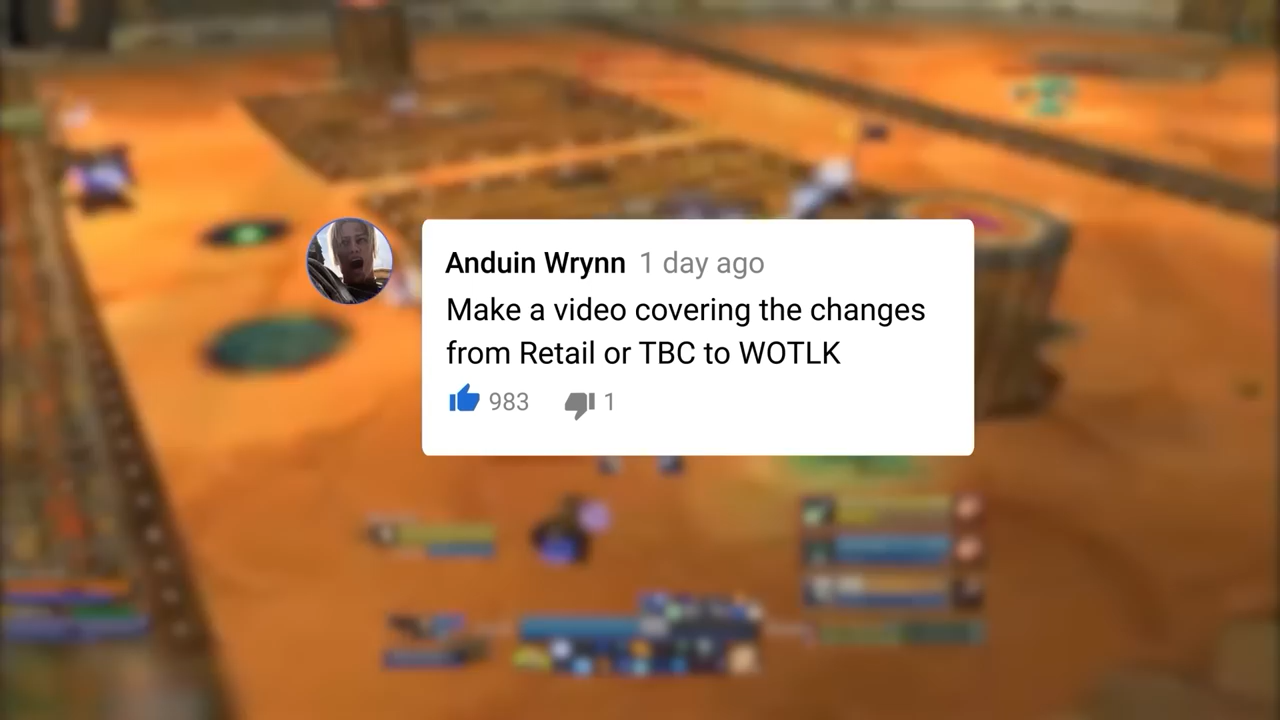 Anduin Wrynn 1 day ago
Make a video covering the changes
from Retail or TBC to WOTLK
983 1